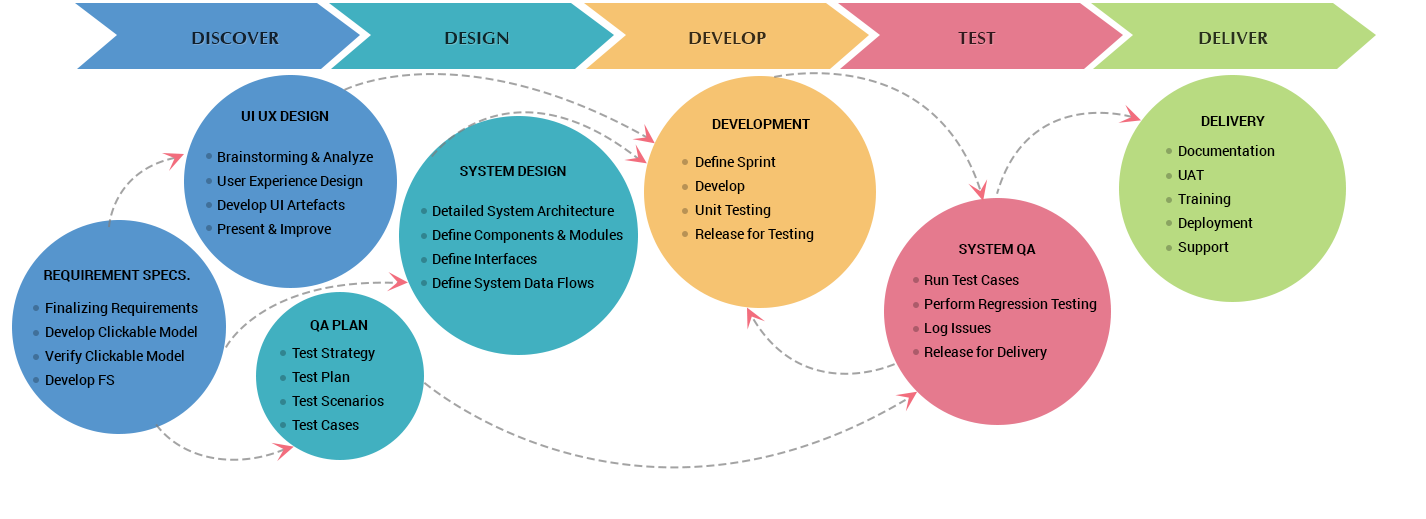 DISCOVER
DESIGN
DEVELOP
TEST
DELIVER
UI UX DESIGN
Brainstorming & Analyze
User Experience Design
Develop UI Artefacts
Present & Improve
REQUIREMENT SPECS.
Finalizing Requirements
Develop Clickable Model
Verify Clickable Model
Develop FS
QA PLAN
Test Strategy
Test Plan
Test Scenarios
Test Cases
SYSTEM DESIGN
Detailed System Architecture
Define Components & Modules
Define Interfaces
Define System Data Flows
DEVELOPMENT
Define Sprint
Develop
Unit Testing
Release for Testing
SYSTEM QA
Run Test Cases
Perform Regression Testing
Log Issues
Release for Delivery
DELIVERY
Documentation
UAT
Training
Deployment
Support